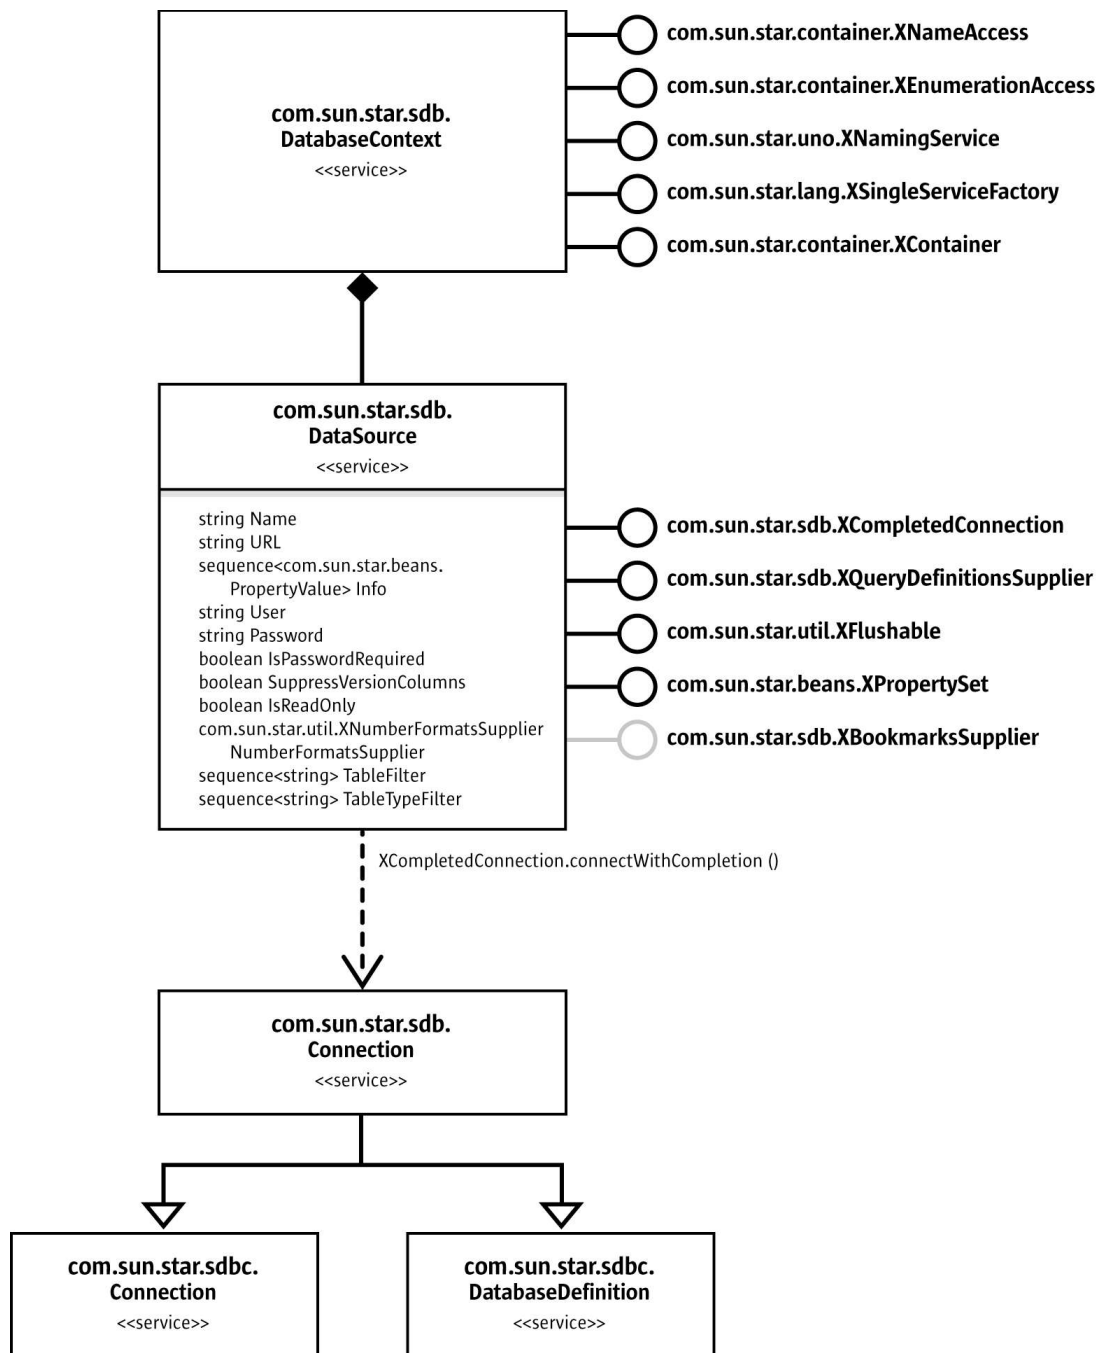 com.sun.star.sdb.
DatabaseContext
<<service>>
com.sun.star.container.XNameAccess
com.sun.star.container.XEnumerationAccess
com.sun.star.uno.XNamingService
com.sun.star.lang.XSingleServiceFactory
com.sun.star.container.XContainer
com.sun.star.sdb.
DataSource
<<service>>
string Name
string URL
sequence<com.sun.star.beans.
PropertyValue> Info
string User
string Password
boolean IsPasswordRequired
boolean SuppressVersionColumns
boolean IsReadOnly
com.sun.star.util.XNumberFormatsSupplier
NumberFormatsSupplier
sequence<string> TableFilter
sequence<string> TableTypeFilter
com.sun.star.sdb.XCompletedConnection
com.sun.star.sdb.XQueryDefinitionsSupplier
com.sun.star.util.XFlushable
com.sun.star.beans.XPropertySet
com.sun.star.sdb.XBookmarksSupplier
XCompletedConnection.connectWithCompletion ()
com.sun.star.sdb.
Connection
<<service>>
com.sun.star.sdbc.
Connection
<<service>>
com.sun.star.sdbc.
DatabaseDefinition
<<service>>